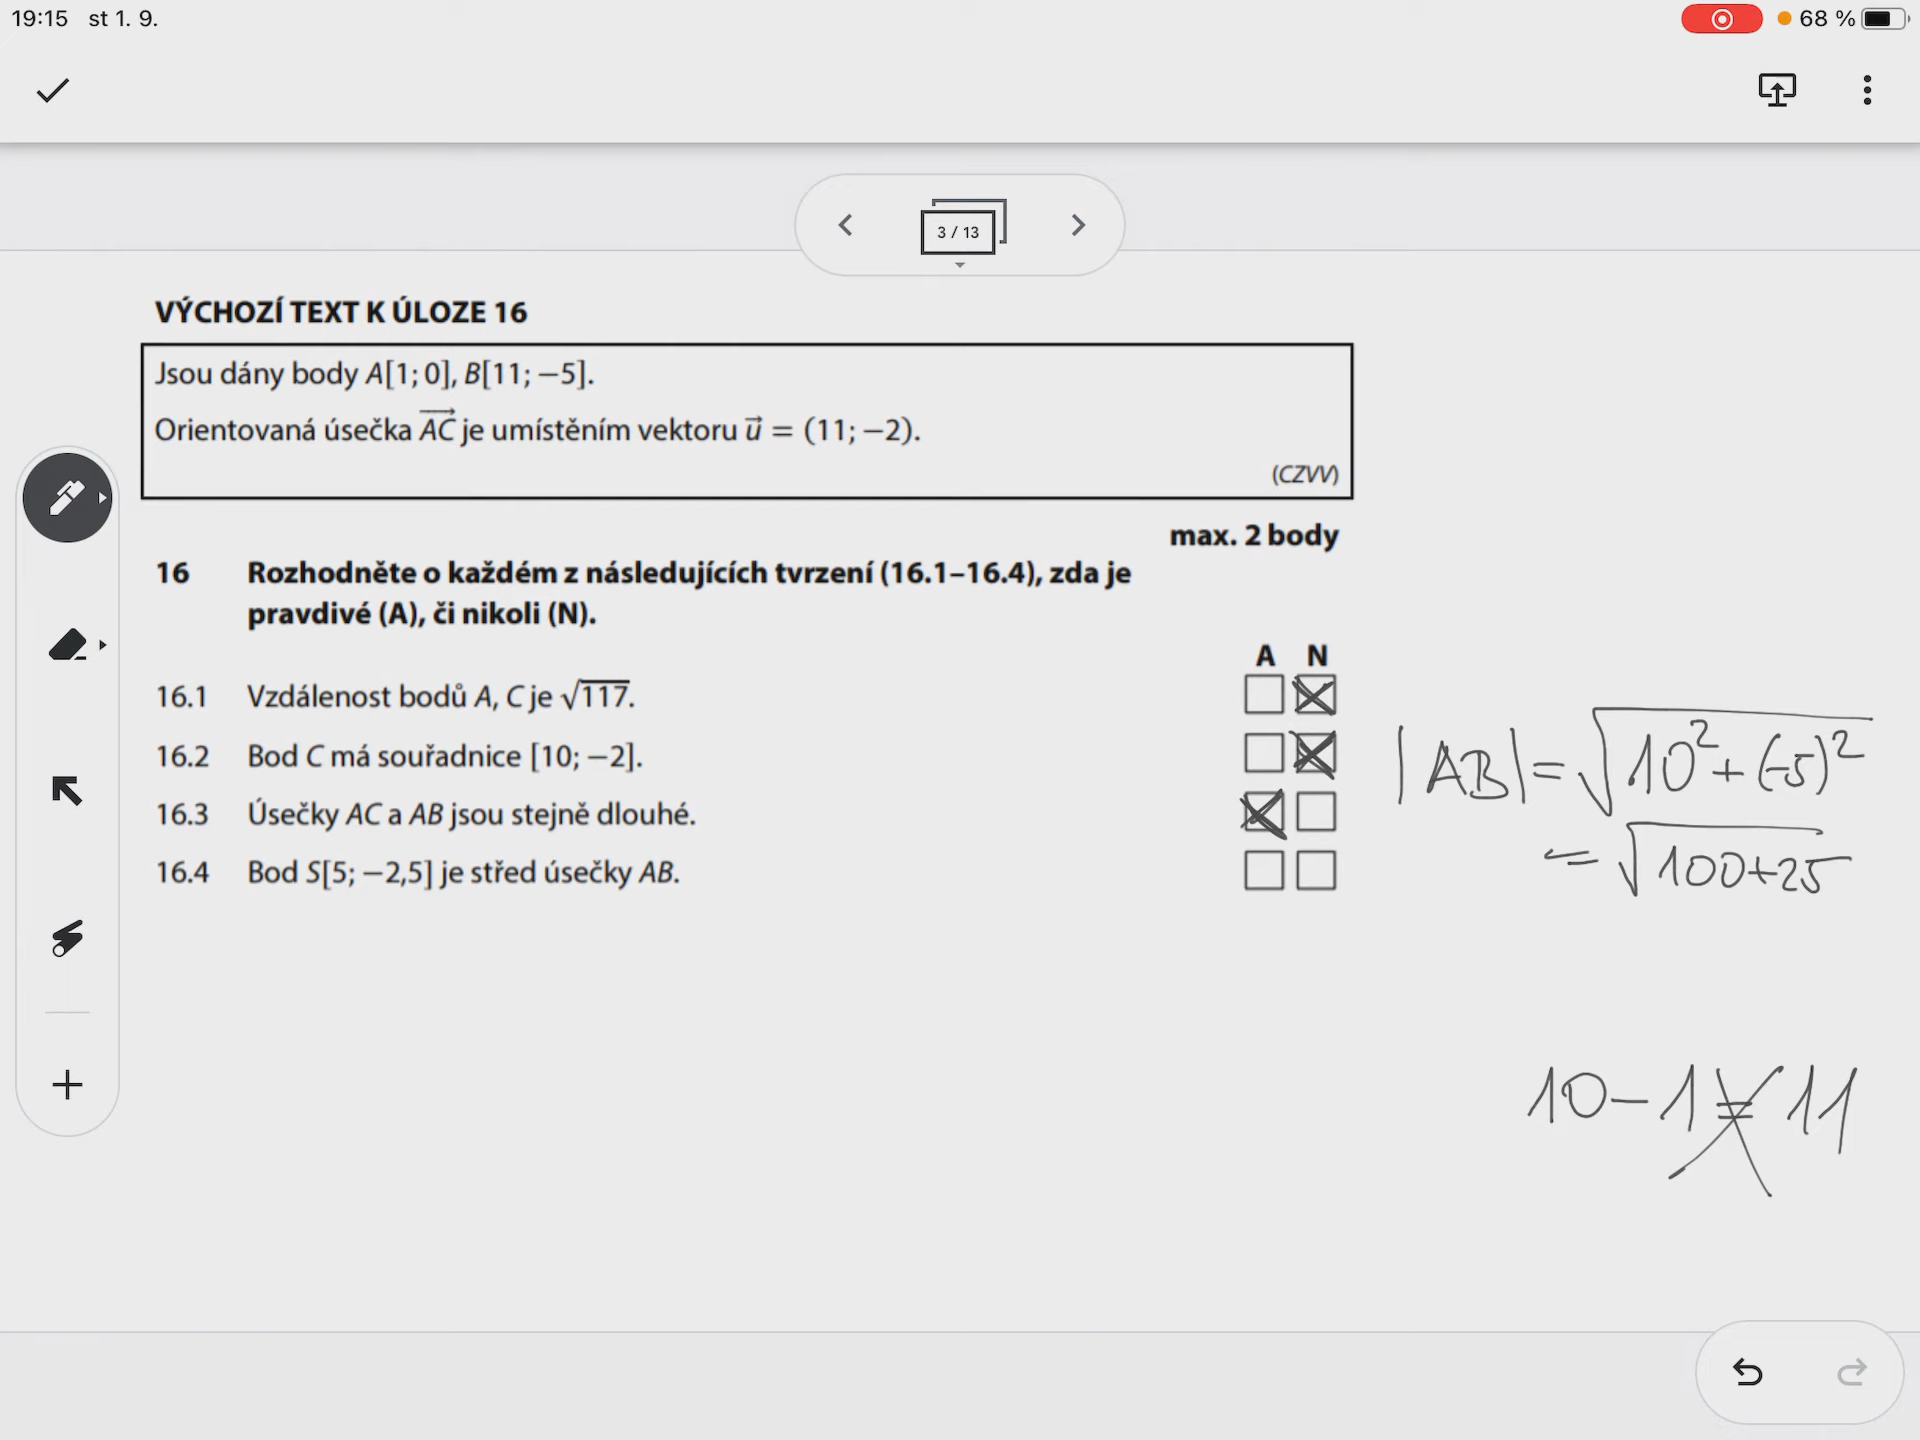 19:15 st 1. 9.
68 %
3 / 13
VÝCHOZÍ TEXT K ÚLOZE 16
Jsou dány body A[1; 0], B[11; −5].
Orientovaná úsečka AC je umístěním vektoru u⃗ = (11; −2).
(CZVV)
max. 2 body
16 Rozhodněte o každém z následujících tvrzení (16.1–16.4), zda je
pravdivé (A), či nikoli (N).
A N
16.1 Vzdálenost bodů A, C je √117.
16.2 Bod C má souřadnice [10; −2].
16.3 Úsečky AC a AB jsou stejně dlouhé.
16.4 Bod S[5; −2,5] je střed úsečky AB.
|AB| = √10² + (-5)²
= √100+25
10 - 1 = 11